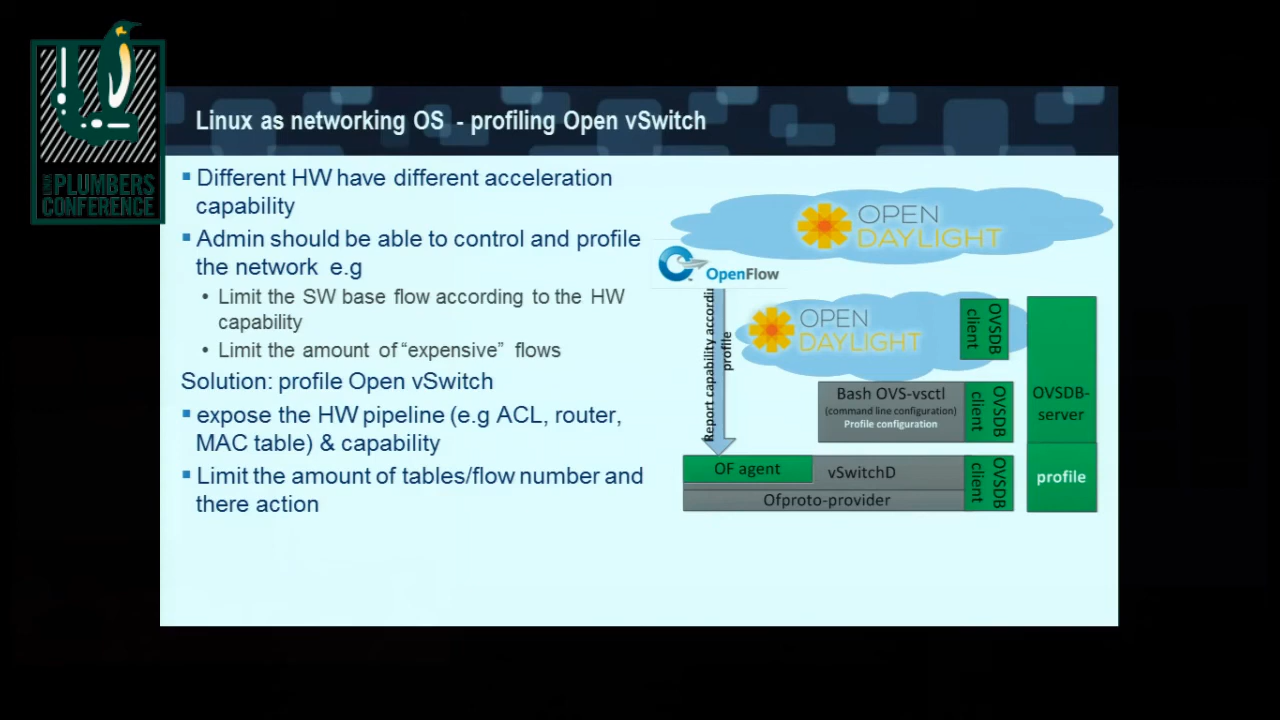 LINUX
PLUMBERS
CONFERENCE
Linux as networking OS - profiling Open vSwitch
Different HW have different acceleration
capability
Admin should be able to control and profile
the network e.g
Limit the SW base flow according to the HW
capability
Limit the amount of "expensive" flows
Solution: profile Open vSwitch
expose the HW pipeline (e.g ACL, router,
MAC table) & capability
Limit the amount of tables/flow number and
there action
OPEN
DAYLIGHT
OpenFlow
Report capability
profile
OPEN
DAYLIGHT
OVSDB
client
Bash OVS-vsctl
(command line configuration)
Profile configuration
OVSDB
client
OVSDB-
server
OF agent
vSwitchD
Ofproto-provider
OVSDB
client
profile